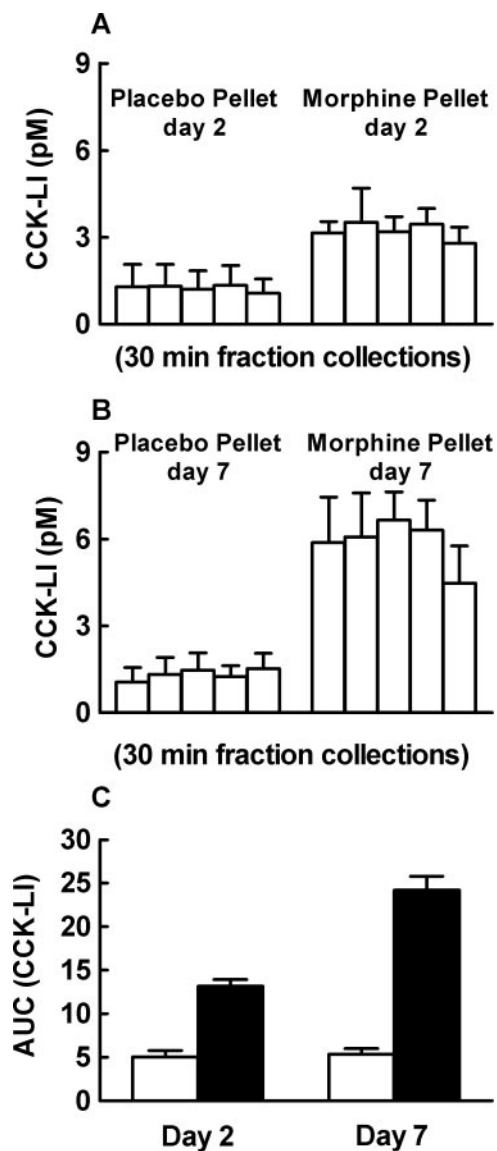 A
9
6
3
0
CCK-LI (pM)
Placebo Pellet
day 2
Morphine Pellet
day 2
(30 min fraction collections)
B
9
6
3
0
CCK-LI (pM)
Placebo Pellet
day 7
Morphine Pellet
day 7
(30 min fraction collections)
C
30
25
20
15
10
5
0
AUC (CCK-LI)
Day 2
Day 7